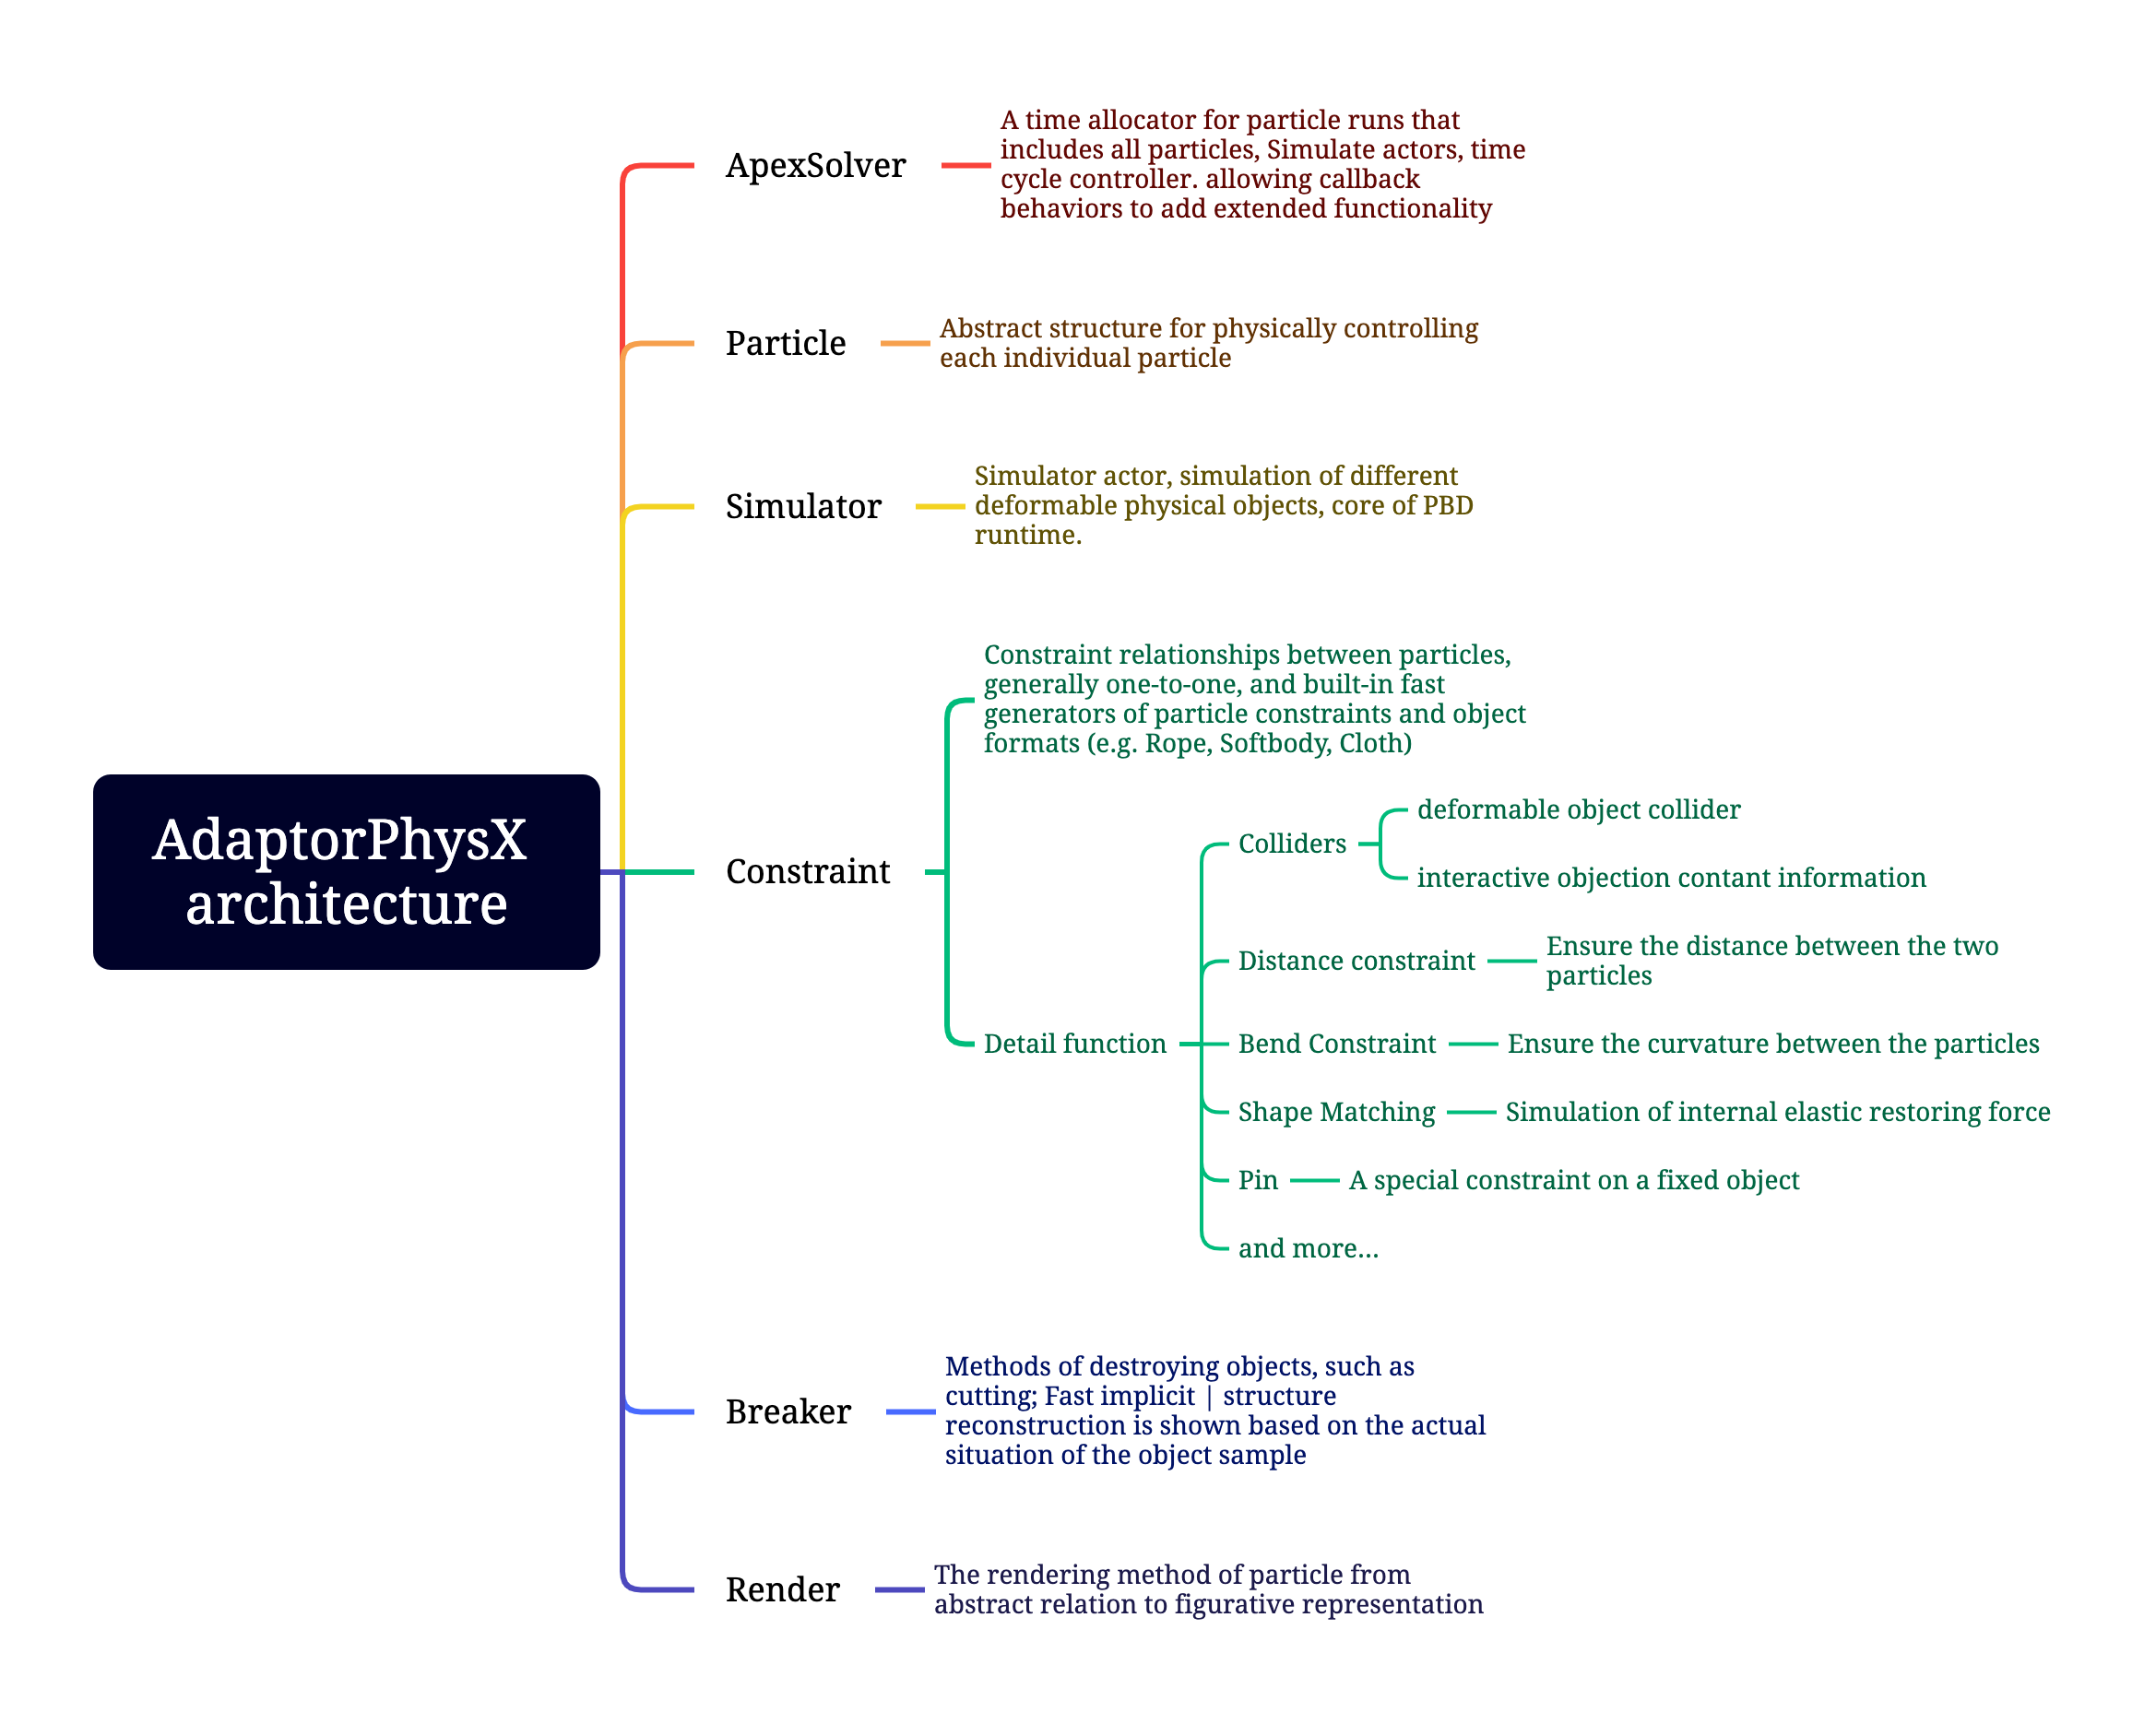 AdaptorPhysX
architecture
ApexSolver
A time allocator for particle runs that
includes all particles, Simulate actors, time
cycle controller. allowing callback
behaviors to add extended functionality
Particle
Abstract structure for physically controlling
each individual particle
Simulator
Simulator actor, simulation of different
deformable physical objects, core of PBD
runtime.
Constraint
Constraint relationships between particles,
generally one-to-one, and built-in fast
generators of particle constraints and object
formats (e.g. Rope, Softbody, Cloth)
Detail function
Colliders
deformable object collider
interactive objection contant information
Distance constraint
Ensure the distance between the two
particles
Bend Constraint
Ensure the curvature between the particles
Shape Matching
Simulation of internal elastic restoring force
Pin
A special constraint on a fixed object
and more...
Breaker
Methods of destroying objects, such as
cutting; Fast implicit | structure
reconstruction is shown based on the actual
situation of the object sample
Render
The rendering method of particle from
abstract relation to figurative representation